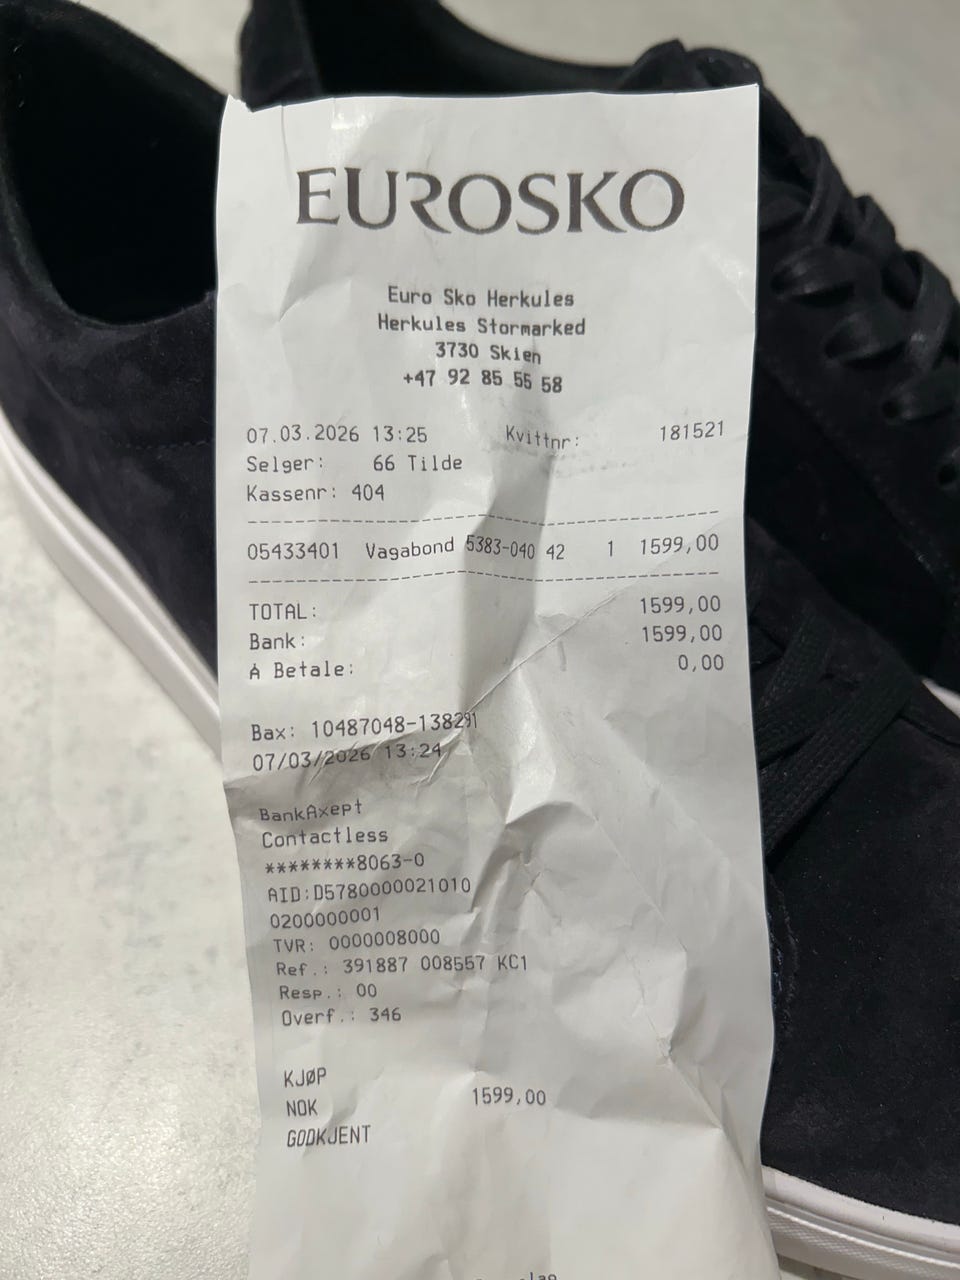 EUROSKO
Euro Sko Herkules
Herkules Stormarked
3730 Skien
+47 92 85 55 58
07.03.2026 13:25 Kvittnr: 181521
Selger: 66 Tilde
Kassenr: 404
05433401 Vagabond 5383-040 42 1 1599,00
TOTAL: 1599,00
Bank: 1599,00
Å Betale: 0,00
Bax: 10487048-138291
07/03/2026 13:24
BankAxept
Contactless
********8063-0
AID:D5780000021010
0200000001
TVR: 0000008000
Ref.: 391887 008557 KC1
Resp.: 00
Overf.: 346
KJØP
NOK 1599,00
GODKJENT